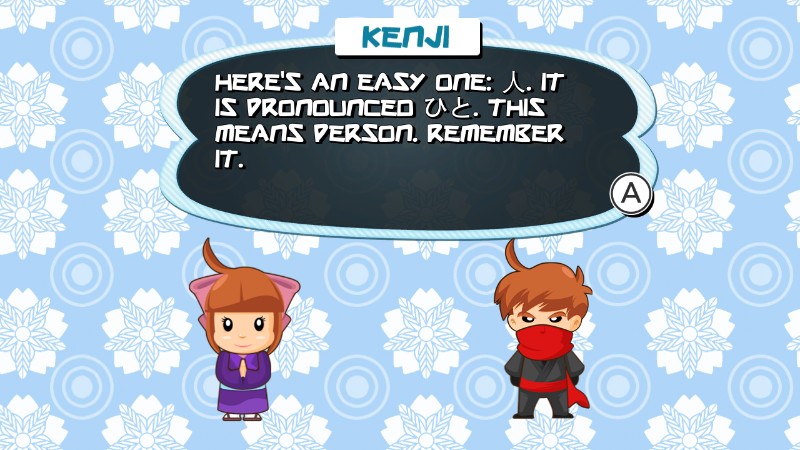 KENJI
HERE'S AN EASY ONE: 人. IT
IS PRONOUNCED ひと. THIS
MEANS PERSON. REMEMBER
IT.
A